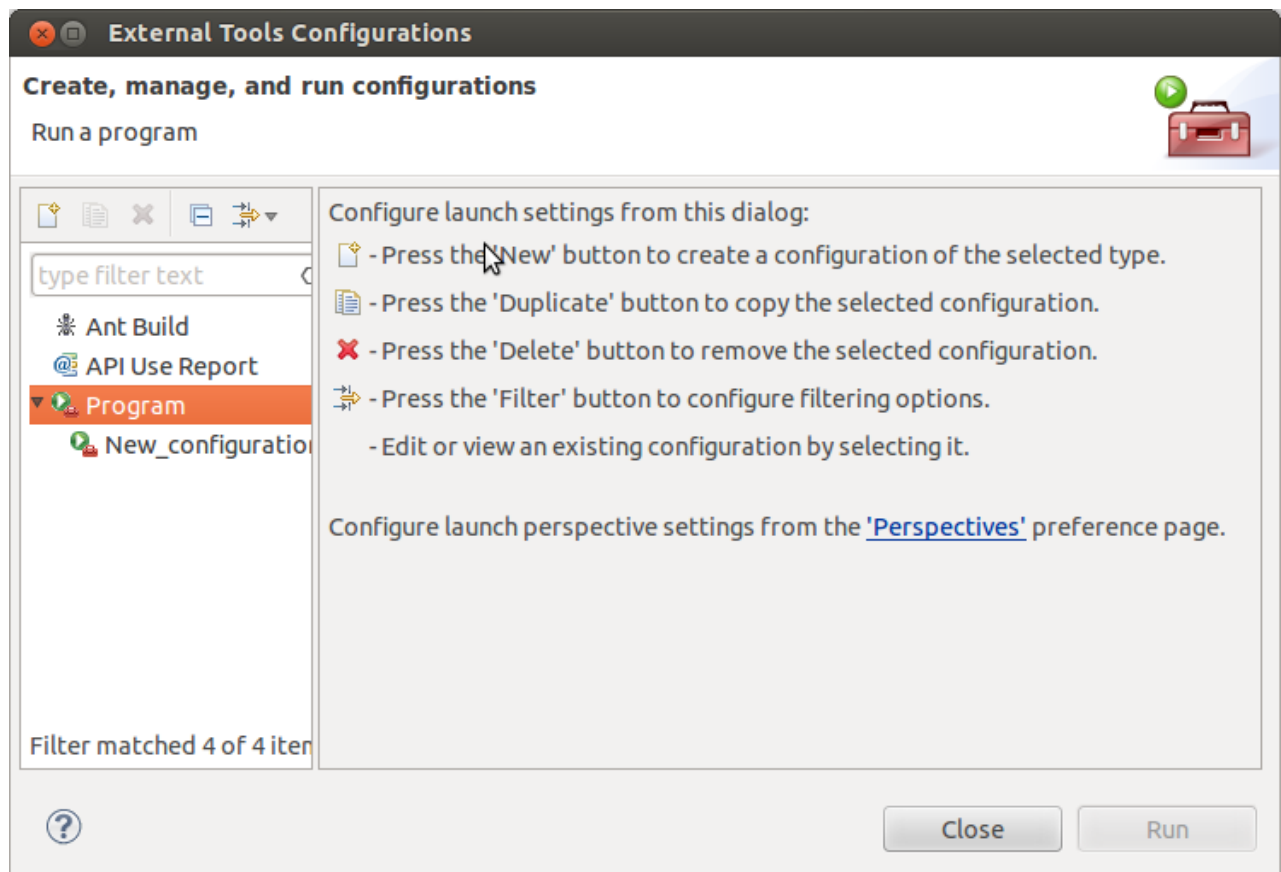 External Tools Configurations
Create, manage, and run configurations
Run a program
type filter text
Ant Build
API Use Report
Program
New_configuration
Filter matched 4 of 4 item
Configure launch settings from this dialog:
- Press the 'New' button to create a configuration of the selected type.
- Press the 'Duplicate' button to copy the selected configuration.
- Press the 'Delete' button to remove the selected configuration.
- Press the 'Filter' button to configure filtering options.
- Edit or view an existing configuration by selecting it.
Configure launch perspective settings from the 'Perspectives' preference page.
Close
Run